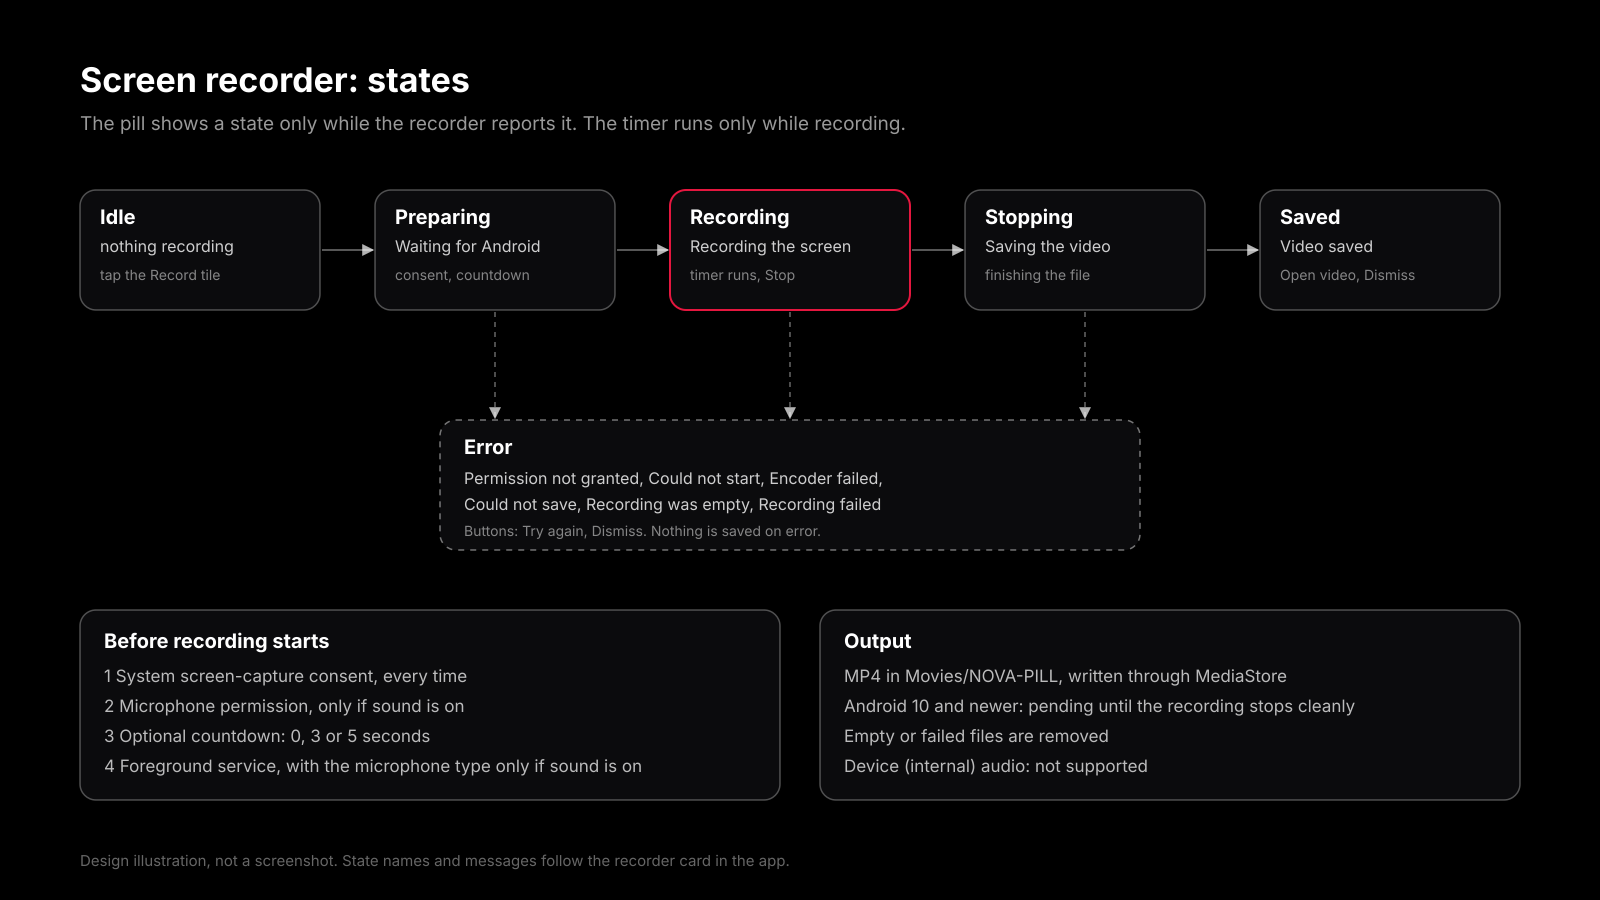 Screen recorder: states
The pill shows a state only while the recorder reports it. The timer runs only while recording.
Idle
nothing recording
tap the Record tile
Preparing
Waiting for Android
consent, countdown
Recording
Recording the screen
timer runs, Stop
Stopping
Saving the video
finishing the file
Saved
Video saved
Open video, Dismiss
Error
Permission not granted, Could not start, Encoder failed,
Could not save, Recording was empty, Recording failed
Buttons: Try again, Dismiss. Nothing is saved on error.
Before recording starts
1 System screen-capture consent, every time
2 Microphone permission, only if sound is on
3 Optional countdown: 0, 3 or 5 seconds
4 Foreground service, with the microphone type only if sound is on
Output
MP4 in Movies/NOVA-PILL, written through MediaStore
Android 10 and newer: pending until the recording stops cleanly
Empty or failed files are removed
Device (internal) audio: not supported
Design illustration, not a screenshot. State names and messages follow the recorder card in the app.